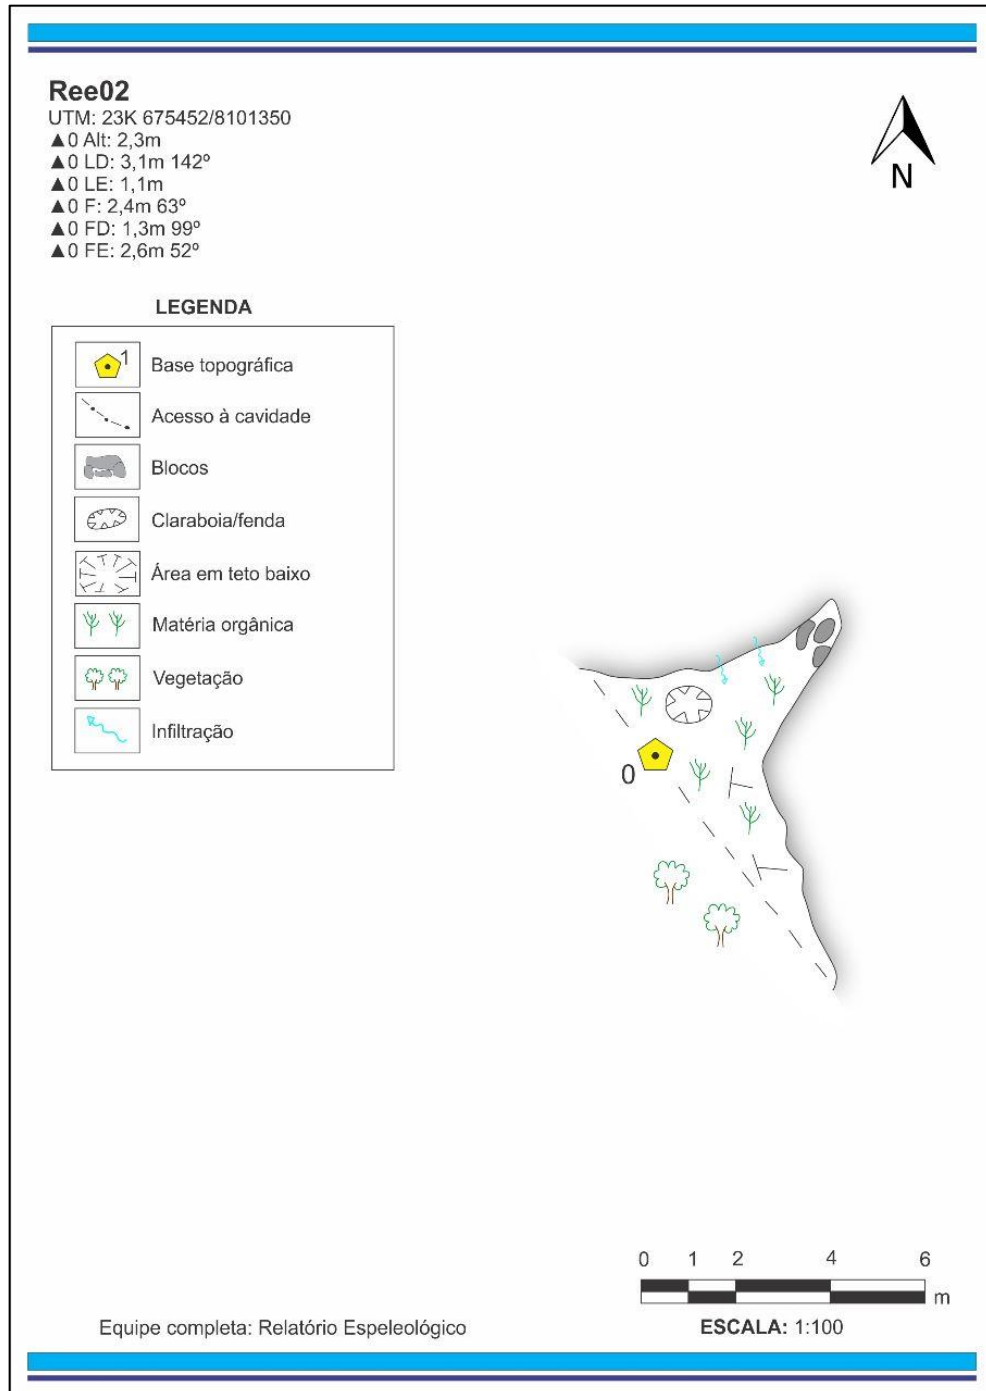 Ree02
UTM: 23K 675452/8101350
▲0 Alt: 2,3m
▲0 LD: 3,1m 142º
▲0 LE: 1,1m
▲0 F: 2,4m 63º
▲0 FD: 1,3m 99º
▲0 FE: 2,6m 52º
N
LEGENDA
1
Base topográfica
Acesso à cavidade
Blocos
Claraboia/fenda
Área em teto baixo
Matéria orgânica
Vegetação
Infiltração
0
0 1 2 4 6
m
ESCALA: 1:100
Equipe completa: Relatório Espeleológico